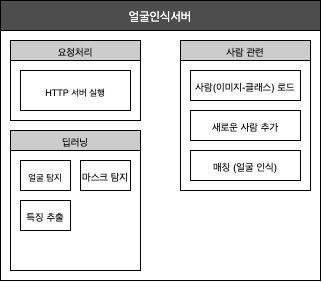 얼굴인식서버
요청처리
HTTP 서버 실행
딥러닝
얼굴 탐지
마스크 탐지
특징 추출
사람 관련
사람(이미지-클래스) 로드
새로운 사람 추가
매칭 (얼굴 인식)